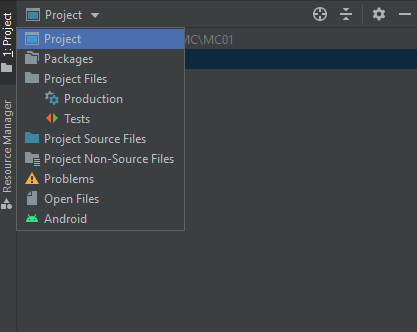 Project
Project
MC\MC01
Packages
Project Files
Production
Tests
Project Source Files
Project Non-Source Files
Problems
Open Files
Android
1: Project
Resource Manager